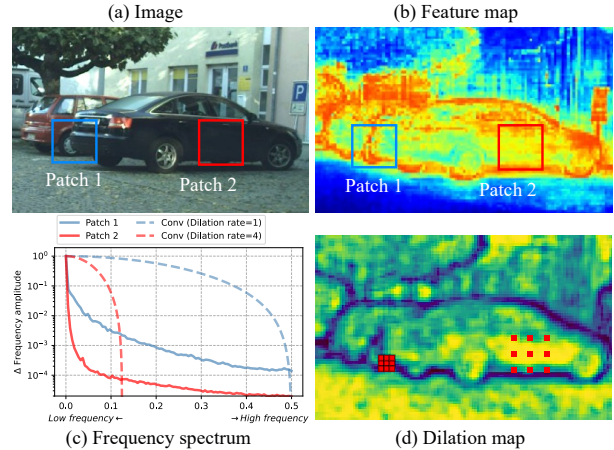 (a) Image
(b) Feature map
Postbank
Patch 1
Patch 2
Patch 1
Patch 2
Patch 1
Patch 2
Conv (Dilation rate=1)
Conv (Dilation rate=4)
Δ Frequency amplitude
10⁰
10⁻¹
10⁻²
10⁻³
10⁻⁴
0.0
0.1
0.2
0.3
0.4
0.5
Low frequency ←
→ High frequency
(c) Frequency spectrum
(d) Dilation map